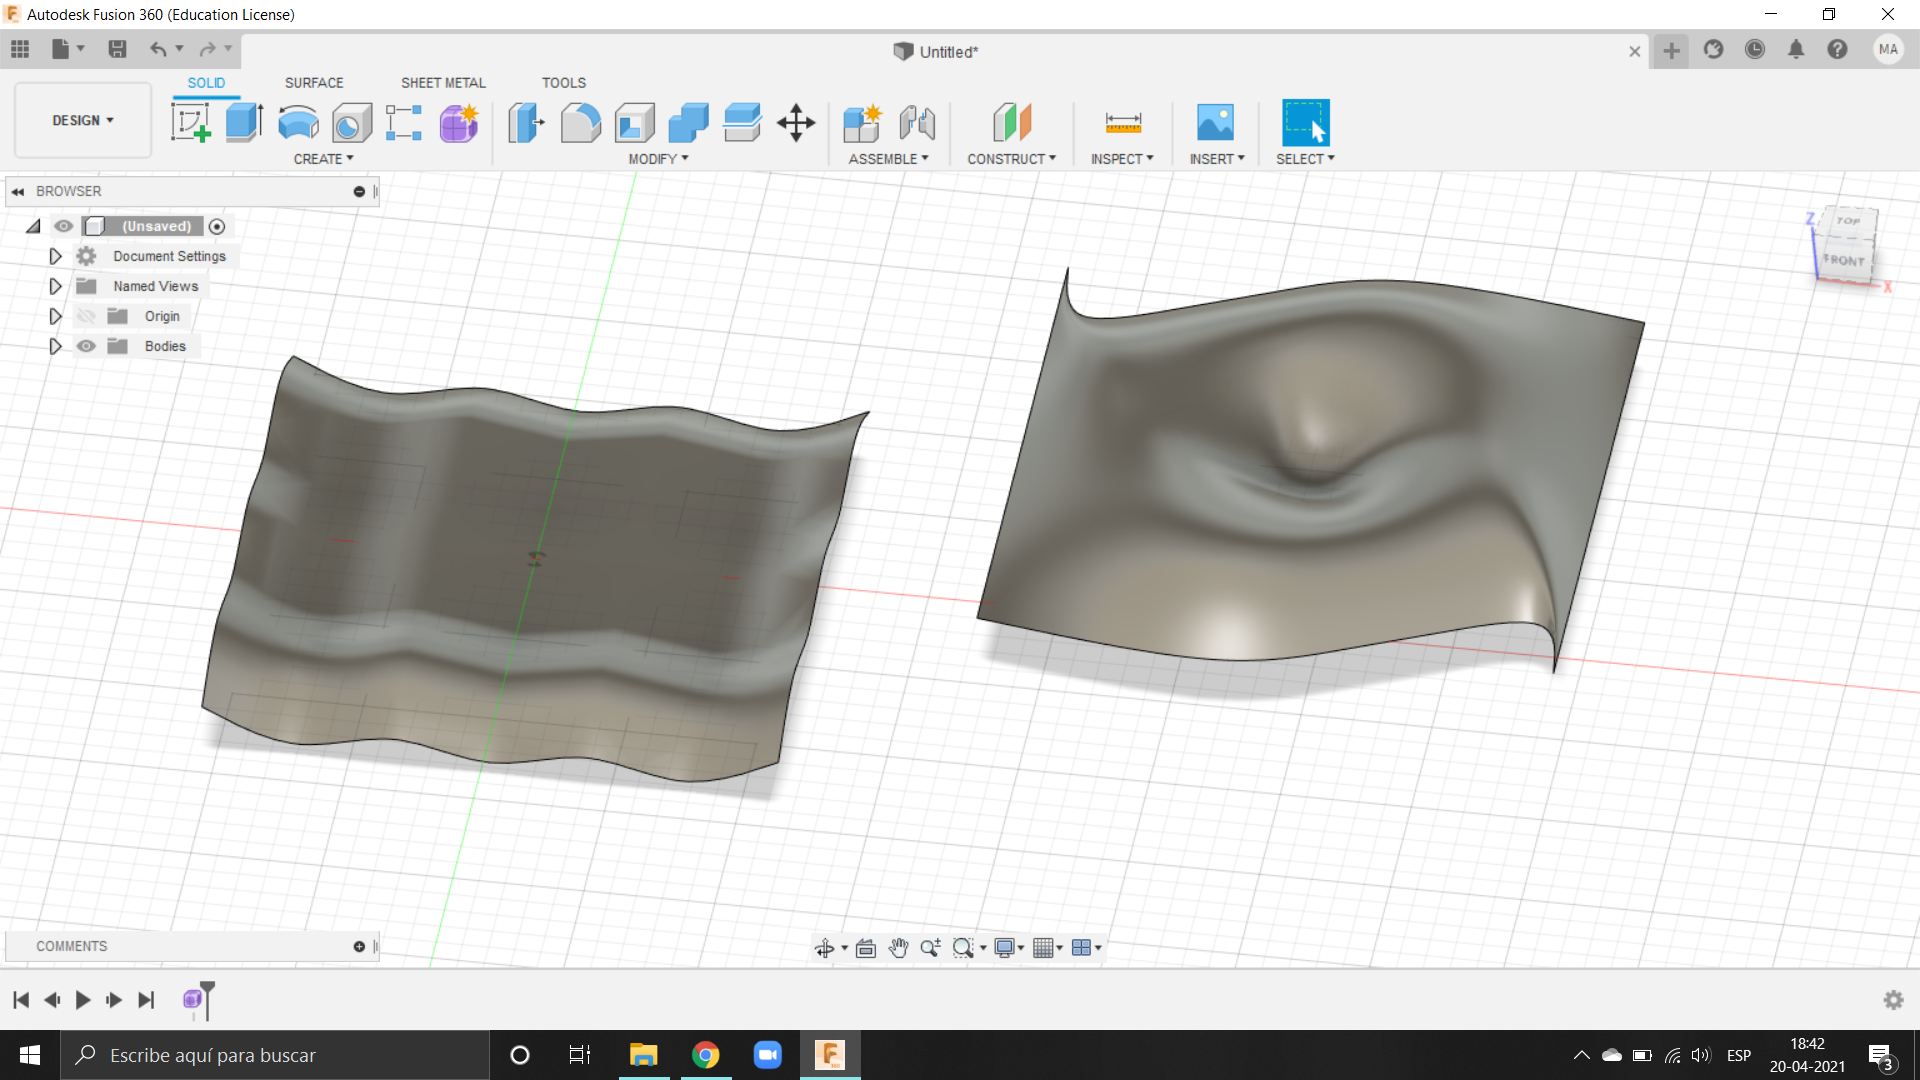 Autodesk Fusion 360 (Education License)
Untitled*
MA
SOLID SURFACE SHEET METAL TOOLS
DESIGN
CREATE MODIFY ASSEMBLE CONSTRUCT INSPECT INSERT SELECT
BROWSER
(Unsaved)
Document Settings
Named Views
Origin
Bodies
Z
TOP
FRONT
X
COMMENTS
Escribe aquí para buscar
ESP
18:42
20-04-2021
3